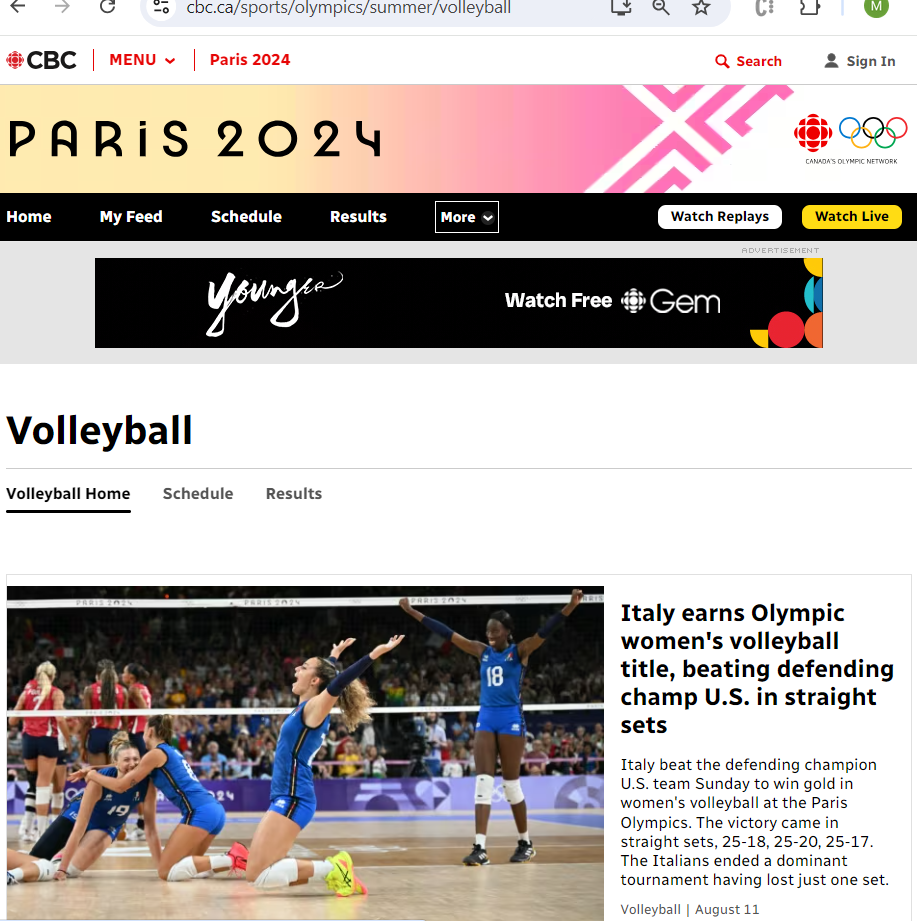 cbc.ca/sports/olympics/summer/volleyball
M
CBC
MENU
Paris 2024
Search
Sign In
PARiS 2024
CANADA'S OLYMPIC NETWORK
Home
My Feed
Schedule
Results
More
Watch Replays
Watch Live
ADVERTISEMENT
younger
Watch Free
Gem
Volleyball
Volleyball Home
Schedule
Results
PARIS 2024
PARIS 2024
PARIS 2024
18
7
19
Italy earns Olympic
women's volleyball
title, beating defending
champ U.S. in straight
sets
Italy beat the defending champion
U.S. team Sunday to win gold in
women's volleyball at the Paris
Olympics. The victory came in
straight sets, 25-18, 25-20, 25-17.
The Italians ended a dominant
tournament having lost just one set.
Volleyball | August 11